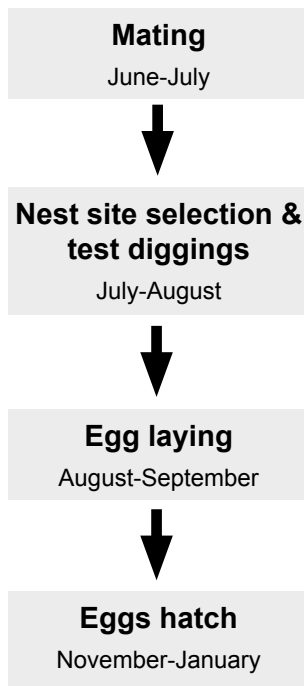 Mating
June-July
Nest site selection &
test diggings
July-August
Egg laying
August-September
Eggs hatch
November-January